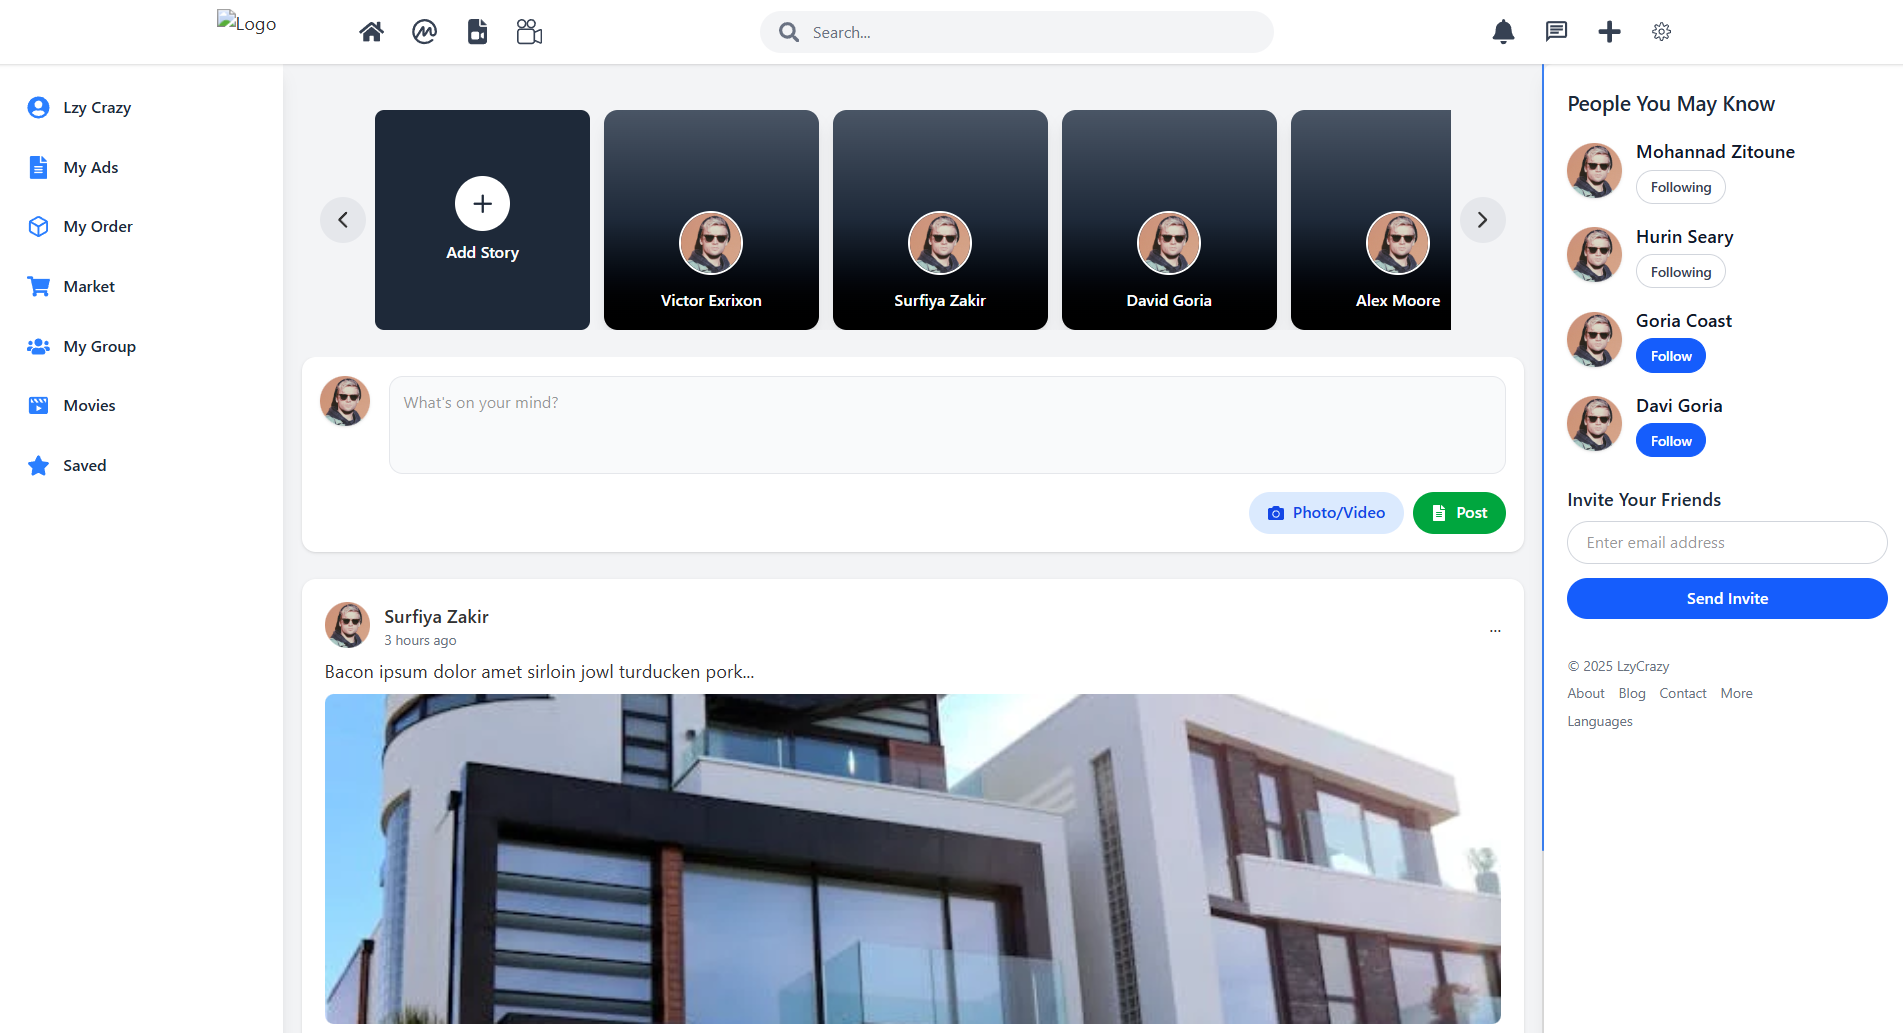 Logo
Search...
Lzy Crazy
My Ads
My Order
Market
My Group
Movies
Saved
Add Story
Victor Exrixon
Surfiya Zakir
David Goria
Alex Moore
What's on your mind?
Photo/Video
Post
Surfiya Zakir
3 hours ago
...
Bacon ipsum dolor amet sirloin jowl turducken pork...
People You May Know
Mohannad Zitoune
Following
Hurin Seary
Following
Goria Coast
Follow
Davi Goria
Follow
Invite Your Friends
Enter email address
Send Invite
© 2025 LzyCrazy
About Blog Contact More
Languages